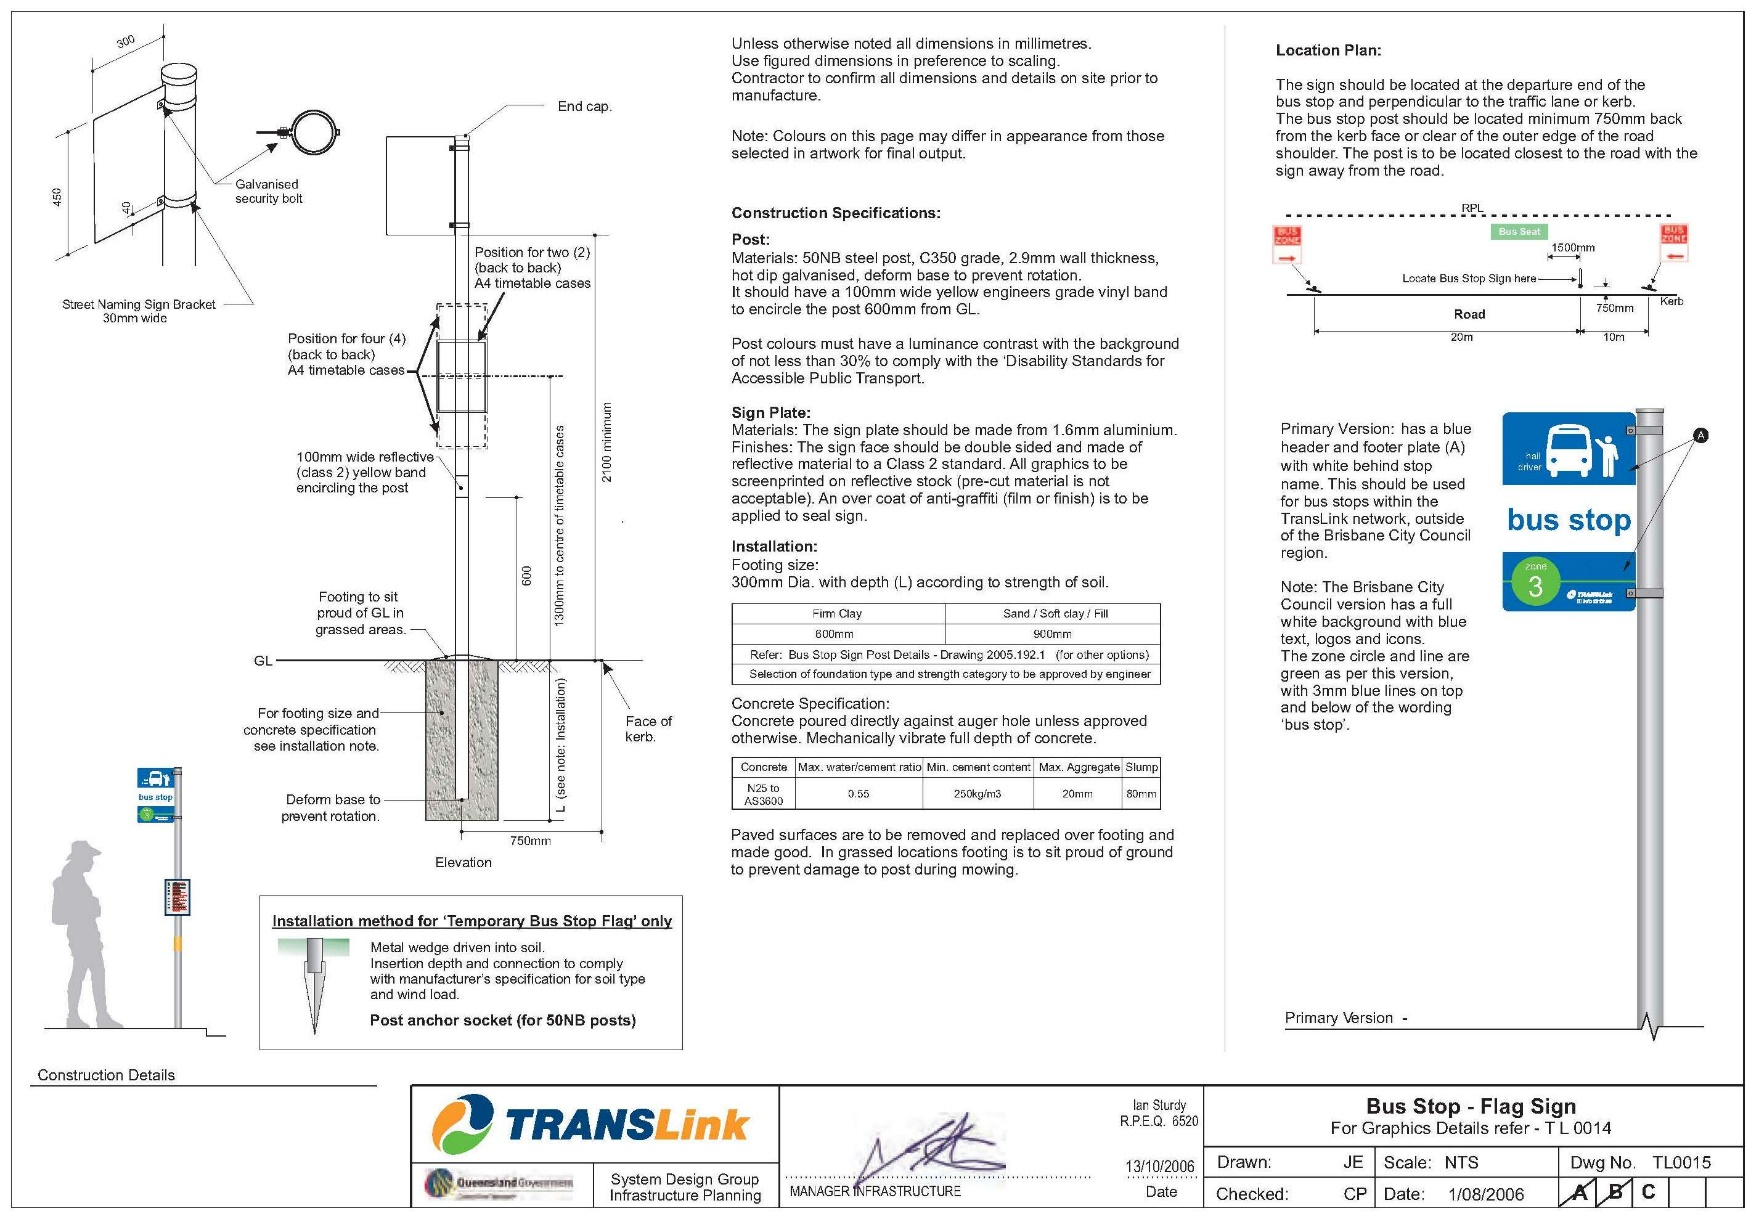 300
450
40
Galvanised
security bolt
Street Naming Sign Bracket
30mm wide
End cap.
Position for two (2)
(back to back)
A4 timetable cases
Position for four (4)
(back to back)
A4 timetable cases
100mm wide reflective
(class 2) yellow band
encircling the post
600
1300mm to centre of timetable cases
2100 minimum
Footing to sit
proud of GL in
grassed areas.
GL
For footing size and
concrete specification
see installation note.
L (see note: Installation)
Face of
kerb.
Deform base to
prevent rotation.
750mm
Elevation
bus stop
3
Installation method for ‘Temporary Bus Stop Flag’ only
Metal wedge driven into soil.
Insertion depth and connection to comply
with manufacturer’s specification for soil type
and wind load.
Post anchor socket (for 50NB posts)
Construction Details
Unless otherwise noted all dimensions in millimetres.
Use figured dimensions in preference to scaling.
Contractor to confirm all dimensions and details on site prior to
manufacture.
Note: Colours on this page may differ in appearance from those
selected in artwork for final output.
Construction Specifications:
Post:
Materials: 50NB steel post, C350 grade, 2.9mm wall thickness,
hot dip galvanised, deform base to prevent rotation.
It should have a 100mm wide yellow engineers grade vinyl band
to encircle the post 600mm from GL.
Post colours must have a luminance contrast with the background
of not less than 30% to comply with the ‘Disability Standards for
Accessible Public Transport.
Sign Plate:
Materials: The sign plate should be made from 1.6mm aluminium.
Finishes: The sign face should be double sided and made of
reflective material to a Class 2 standard. All graphics to be
screenprinted on reflective stock (pre-cut material is not
acceptable). An over coat of anti-graffiti (film or finish) is to be
applied to seal sign.
Installation:
Footing size:
300mm Dia. with depth (L) according to strength of soil.
Firm Clay Sand / Soft clay / Fill
600mm 900mm
Refer: Bus Stop Sign Post Details - Drawing 2005.192.1 (for other options)
Selection of foundation type and strength category to be approved by engineer
Concrete Specification:
Concrete poured directly against auger hole unless approved
otherwise. Mechanically vibrate full depth of concrete.
Concrete Max. water/cement ratio Min. cement content Max. Aggregate Slump
N25 to
AS3600 0.55 250kg/m3 20mm 80mm
Paved surfaces are to be removed and replaced over footing and
made good. In grassed locations footing is to sit proud of ground
to prevent damage to post during mowing.
Location Plan:
The sign should be located at the departure end of the
bus stop and perpendicular to the traffic lane or kerb.
The bus stop post should be located minimum 750mm back
from the kerb face or clear of the outer edge of the road
shoulder. The post is to be located closest to the road with the
sign away from the road.
RPL
BUS
ZONE
Bus Seat
BUS
ZONE
1500mm
Locate Bus Stop Sign here
750mm
Kerb
Road
20m
10m
Primary Version: has a blue
header and footer plate (A)
with white behind stop
name. This should be used
for bus stops within the
TransLink network, outside
of the Brisbane City Council
region.
Note: The Brisbane City
Council version has a full
white background with blue
text, logos and icons.
The zone circle and line are
green as per this version,
with 3mm blue lines on top
and below of the wording
‘bus stop’.
hail
driver
A
bus stop
zone
3
TRANSLink
Primary Version -
TRANSLink
Queensland Government
System Design Group
Infrastructure Planning
Ian Sturdy
R.P.E.Q. 6520
13/10/2006
MANAGER INFRASTRUCTURE
Date
Bus Stop - Flag Sign
For Graphics Details refer - T L 0014
Drawn: JE Scale: NTS Dwg No. TL0015
Checked: CP Date: 1/08/2006 A B C